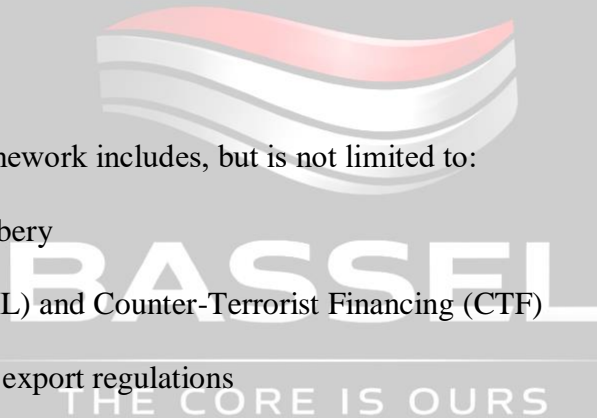 nework includes, but is not limited to:
bery
BASSEL
L) and Counter-Terrorist Financing (CTF)
export regulations
THE CORE IS OURS